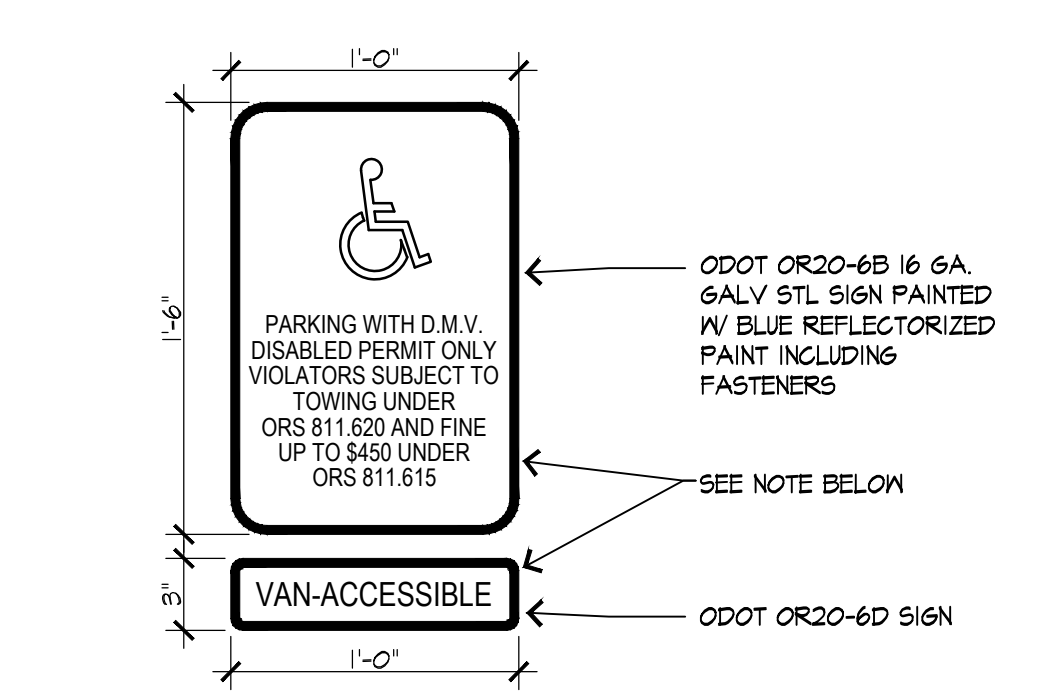 1'-0"
1'-6"
PARKING WITH D.M.V.
DISABLED PERMIT ONLY
VIOLATORS SUBJECT TO
TOWING UNDER
ORS 811.620 AND FINE
UP TO $450 UNDER
ORS 811.615
ODOT OR20-6B 16 GA.
GALV STL SIGN PAINTED
W/ BLUE REFLECTORIZED
PAINT INCLUDING
FASTENERS
SEE NOTE BELOW
3"
VAN-ACCESSIBLE
ODOT OR20-6D SIGN
1'-0"